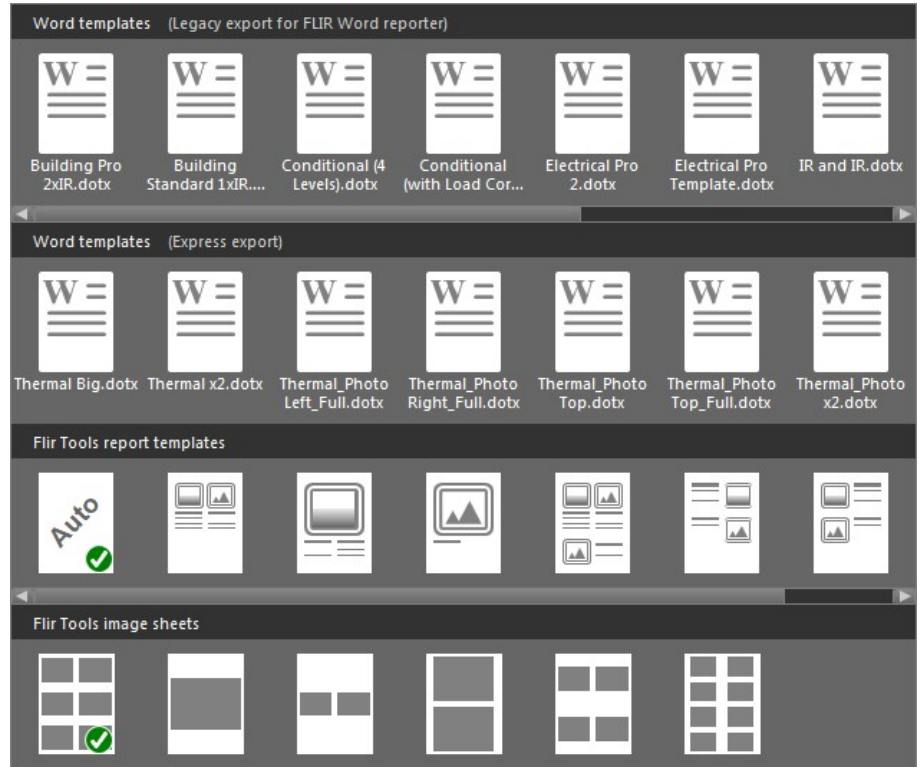 Word templates (Legacy export for FLIR Word reporter)
W W W W W W W
Building Pro 2xIR.dotx
Building Standard 1xIR....
Conditional (4 Levels).dotx
Conditional (with Load Cor...
Electrical Pro 2.dotx
Electrical Pro Template.dotx
IR and IR.dotx
Word templates (Express export)
W W W W W W W
Thermal Big.dotx
Thermal x2.dotx
Thermal_Photo Left_Full.dotx
Thermal_Photo Right_Full.dotx
Thermal_Photo Top.dotx
Thermal_Photo Top_Full.dotx
Thermal_Photo x2.dotx
Flir Tools report templates
Auto
Flir Tools image sheets